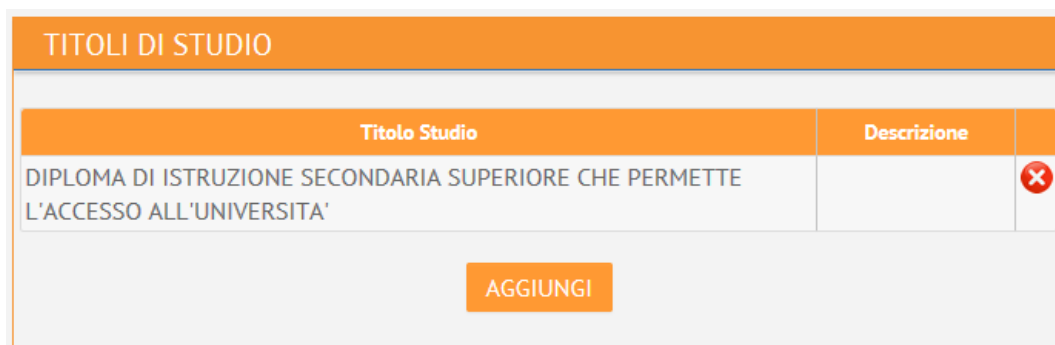 TITOLI DI STUDIO
Titolo Studio Descrizione
DIPLOMA DI ISTRUZIONE SECONDARIA SUPERIORE CHE PERMETTE
L'ACCESSO ALL'UNIVERSITA'
AGGIUNGI